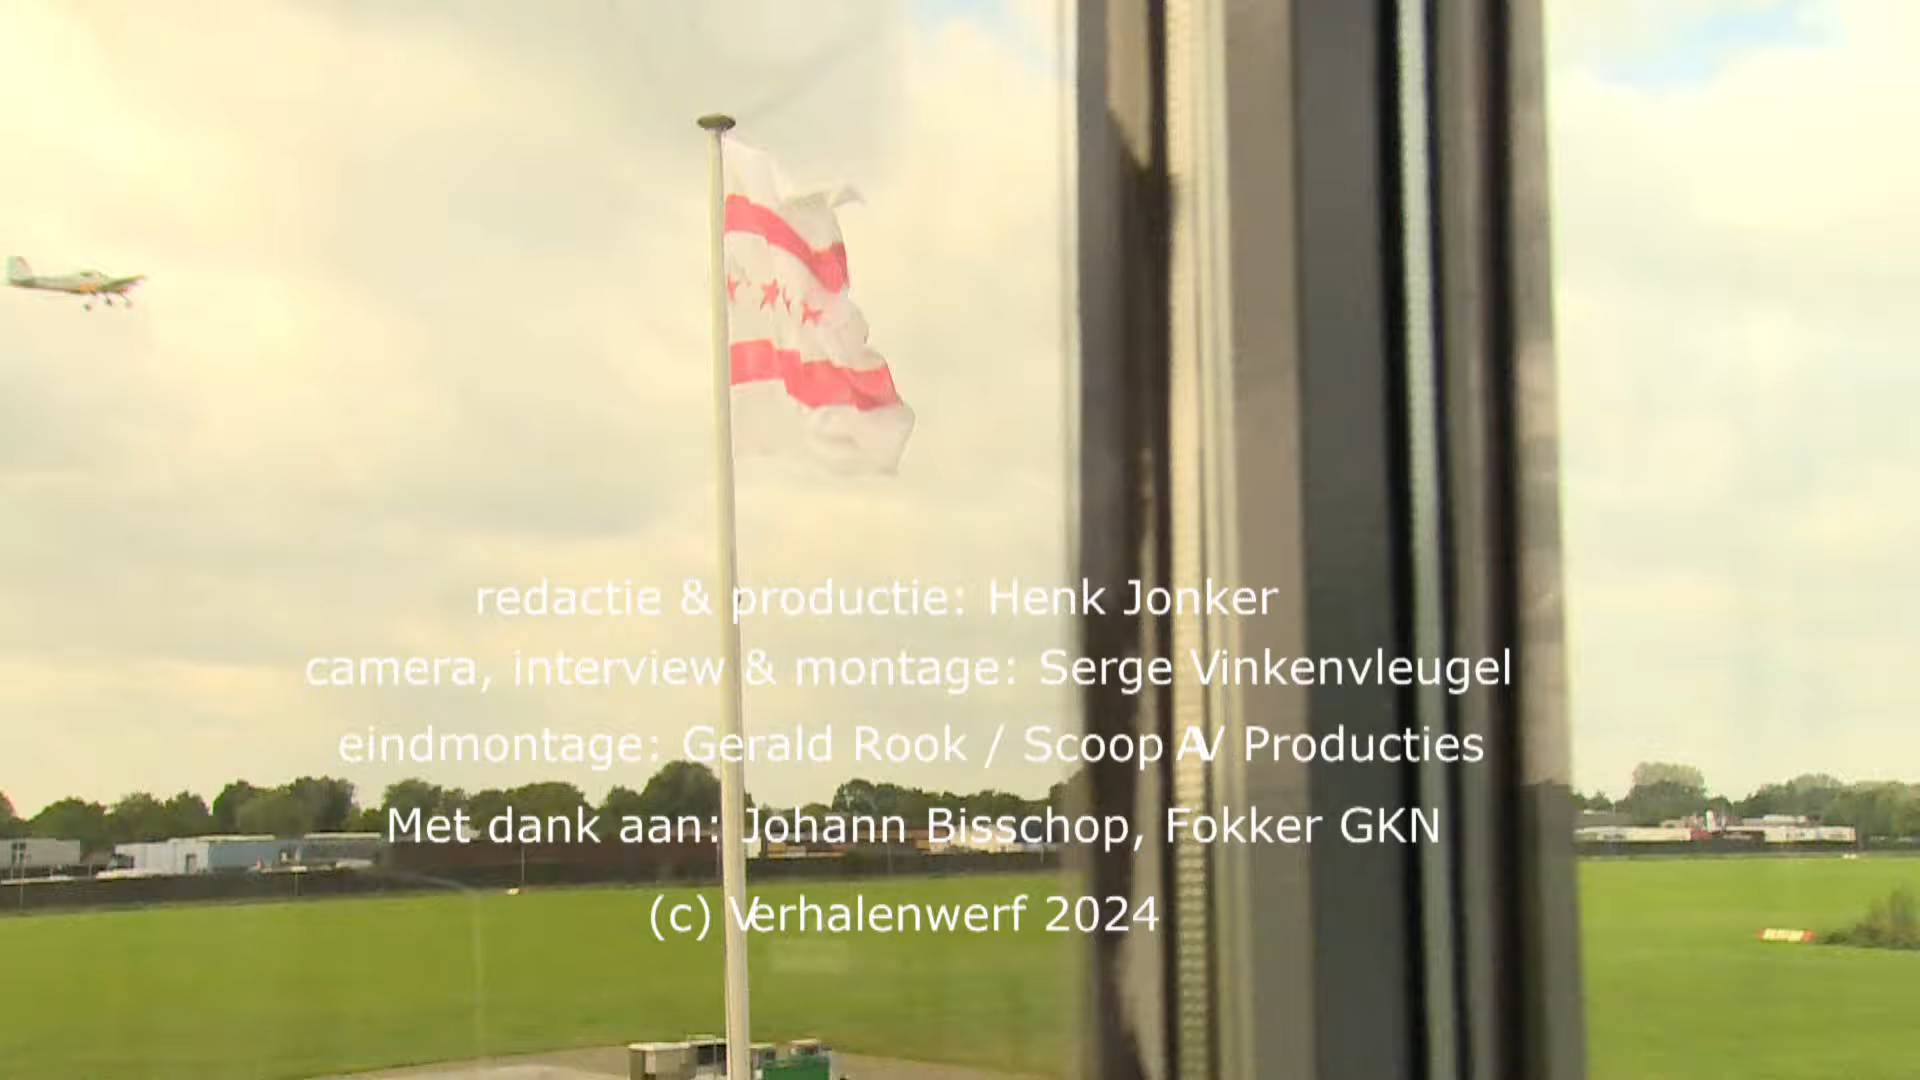 redactie & productie: Henk Jonker
camera, interview & montage: Serge Vinkenvleugel
eindmontage: Gerald Rook / Scoop AV Producties
Met dank aan: Johann Bisschop, Fokker GKN
(c) Verhalenwerf 2024